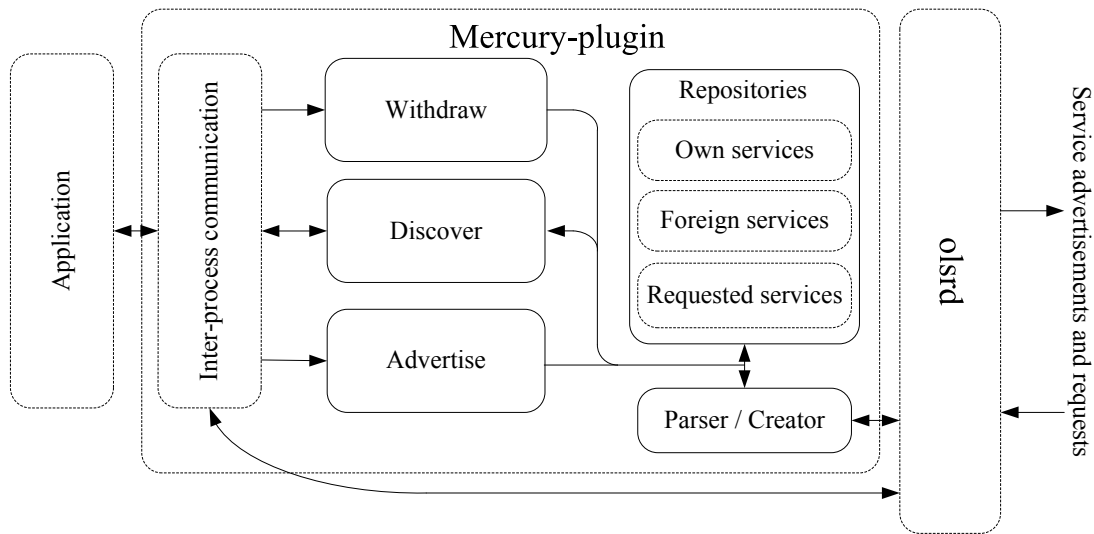 Mercury-plugin
Application
Inter-process communication
Withdraw
Discover
Advertise
Repositories
Own services
Foreign services
Requested services
Parser / Creator
olsrd
Service advertisements and requests